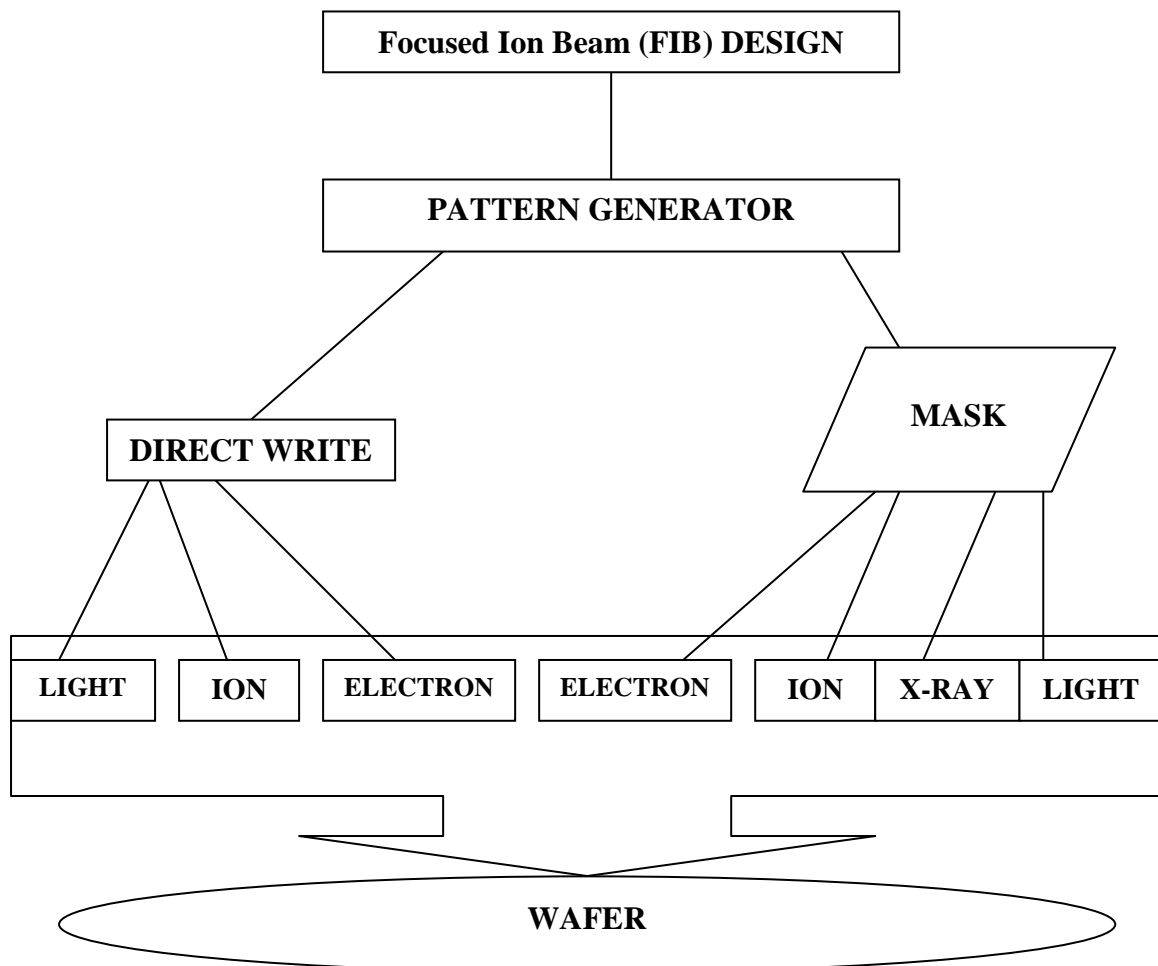 Focused Ion Beam (FIB) DESIGN
PATTERN GENERATOR
MASK
DIRECT WRITE
LIGHT
ION
ELECTRON
ELECTRON
ION
X-RAY
LIGHT
WAFER